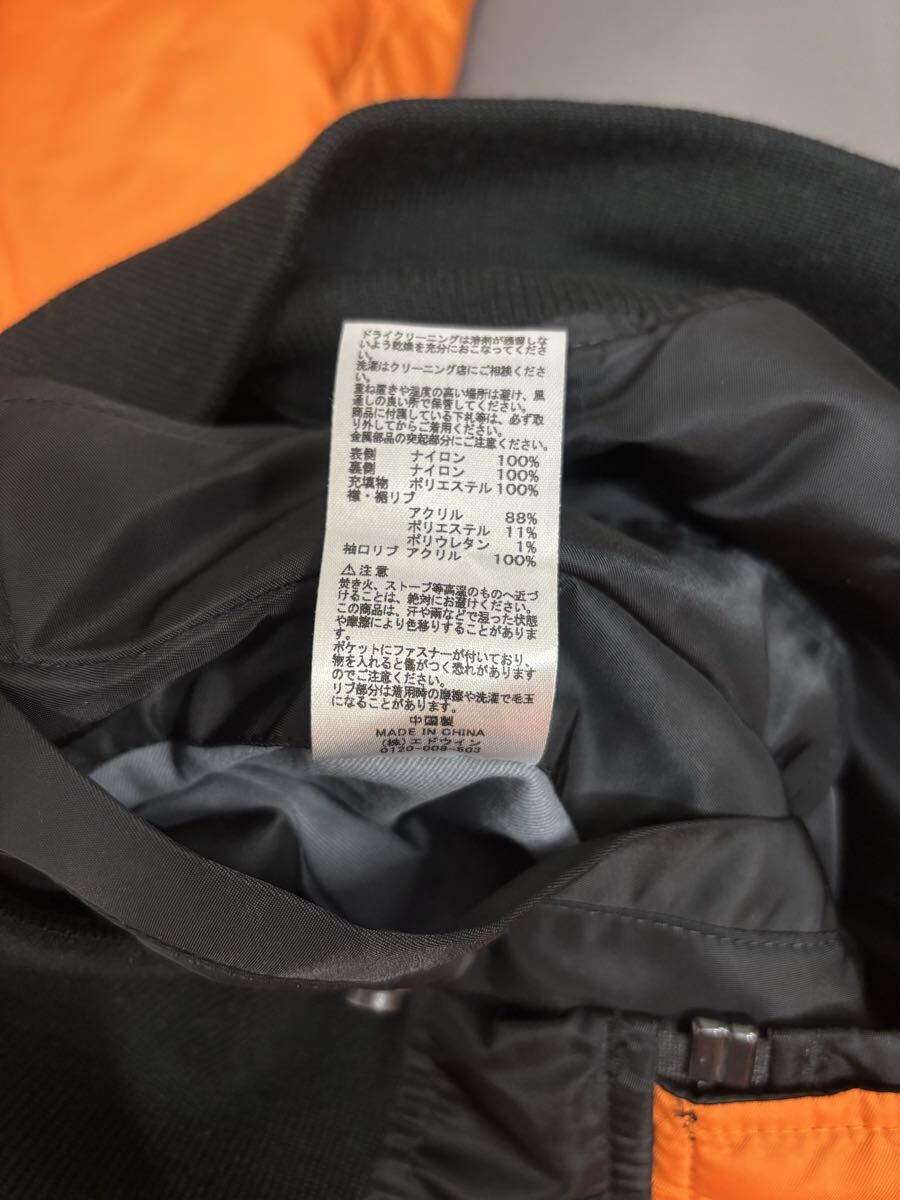 ドライクリーニングは溶剤が残留しな
いよう乾燥を充分におこなってくださ
い。
洗濯はクリーニング店にご相談くださ
い。
重ね置きや湿度の高い場所は避け、風
通しの良い所で保管してください。
商品に付属している下札等は、必ず取
り外してからご着用ください。
金属部品の突起部分にご注意ください。
表側 ナイロン 100%
裏側 ナイロン 100%
充填物 ポリエステル 100%
襟・裾リブ
アクリル 88%
ポリエステル 11%
ポリウレタン 1%
袖口リブ アクリル 100%
⚠注意
焚き火、ストーブ等高温のものへ近づ
けることは、絶対にお避けください。
この商品は、汗や雨などで湿った状態
や摩擦により色移りすることがありま
す。
ポケットにファスナーが付いており、
物を入れると傷がつく恐れがあります
のでご注意ください。
リブ部分は着用時の摩擦や洗濯で毛玉
になることがあります。
中国製
MADE IN CHINA
(株)エドウイン
0120-008-503